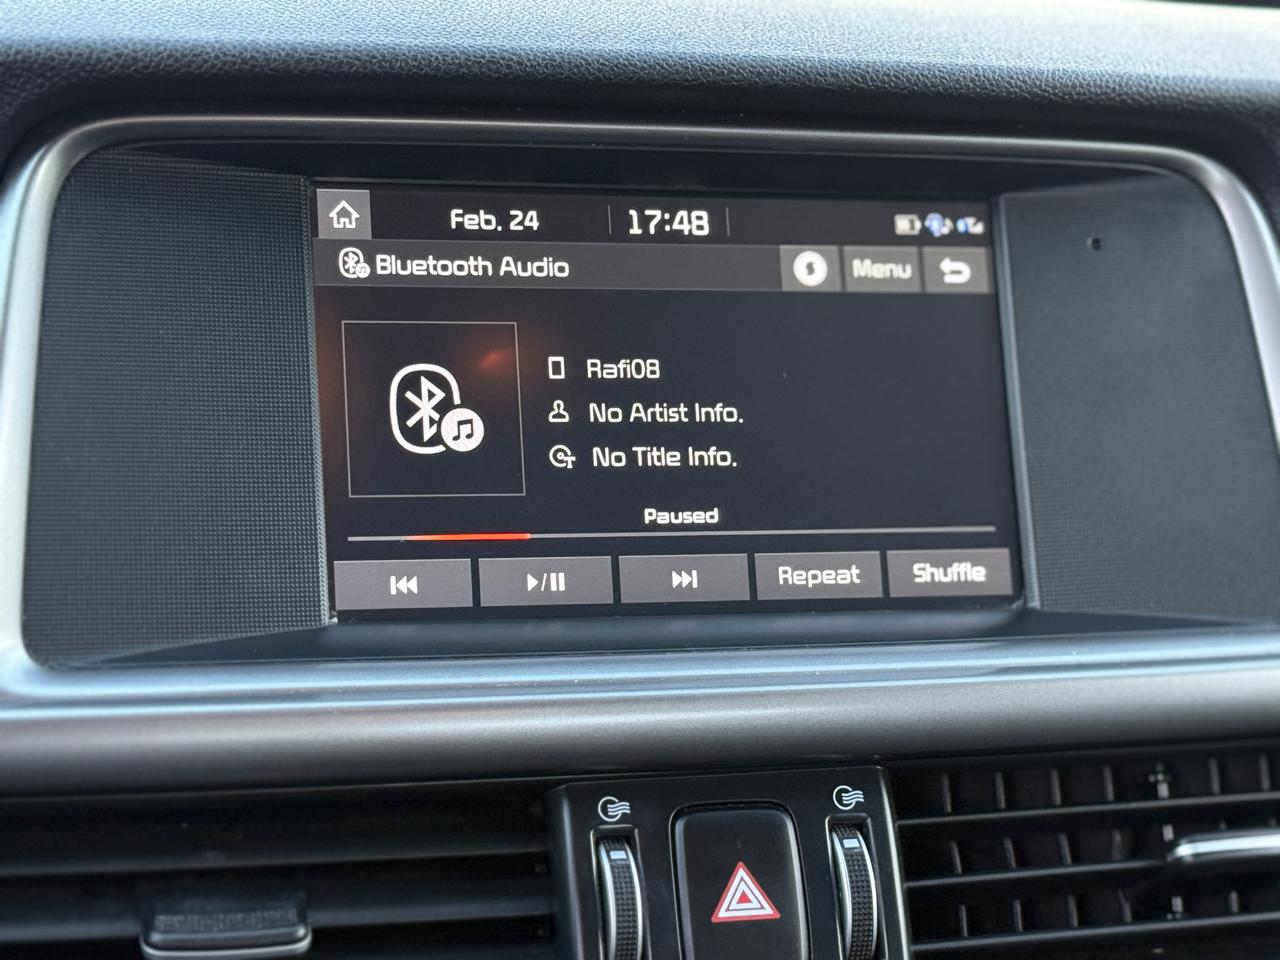 Feb. 24 17:48
Bluetooth Audio Menu
Rafi08
No Artist Info.
No Title Info.
Paused
Repeat Shuffle